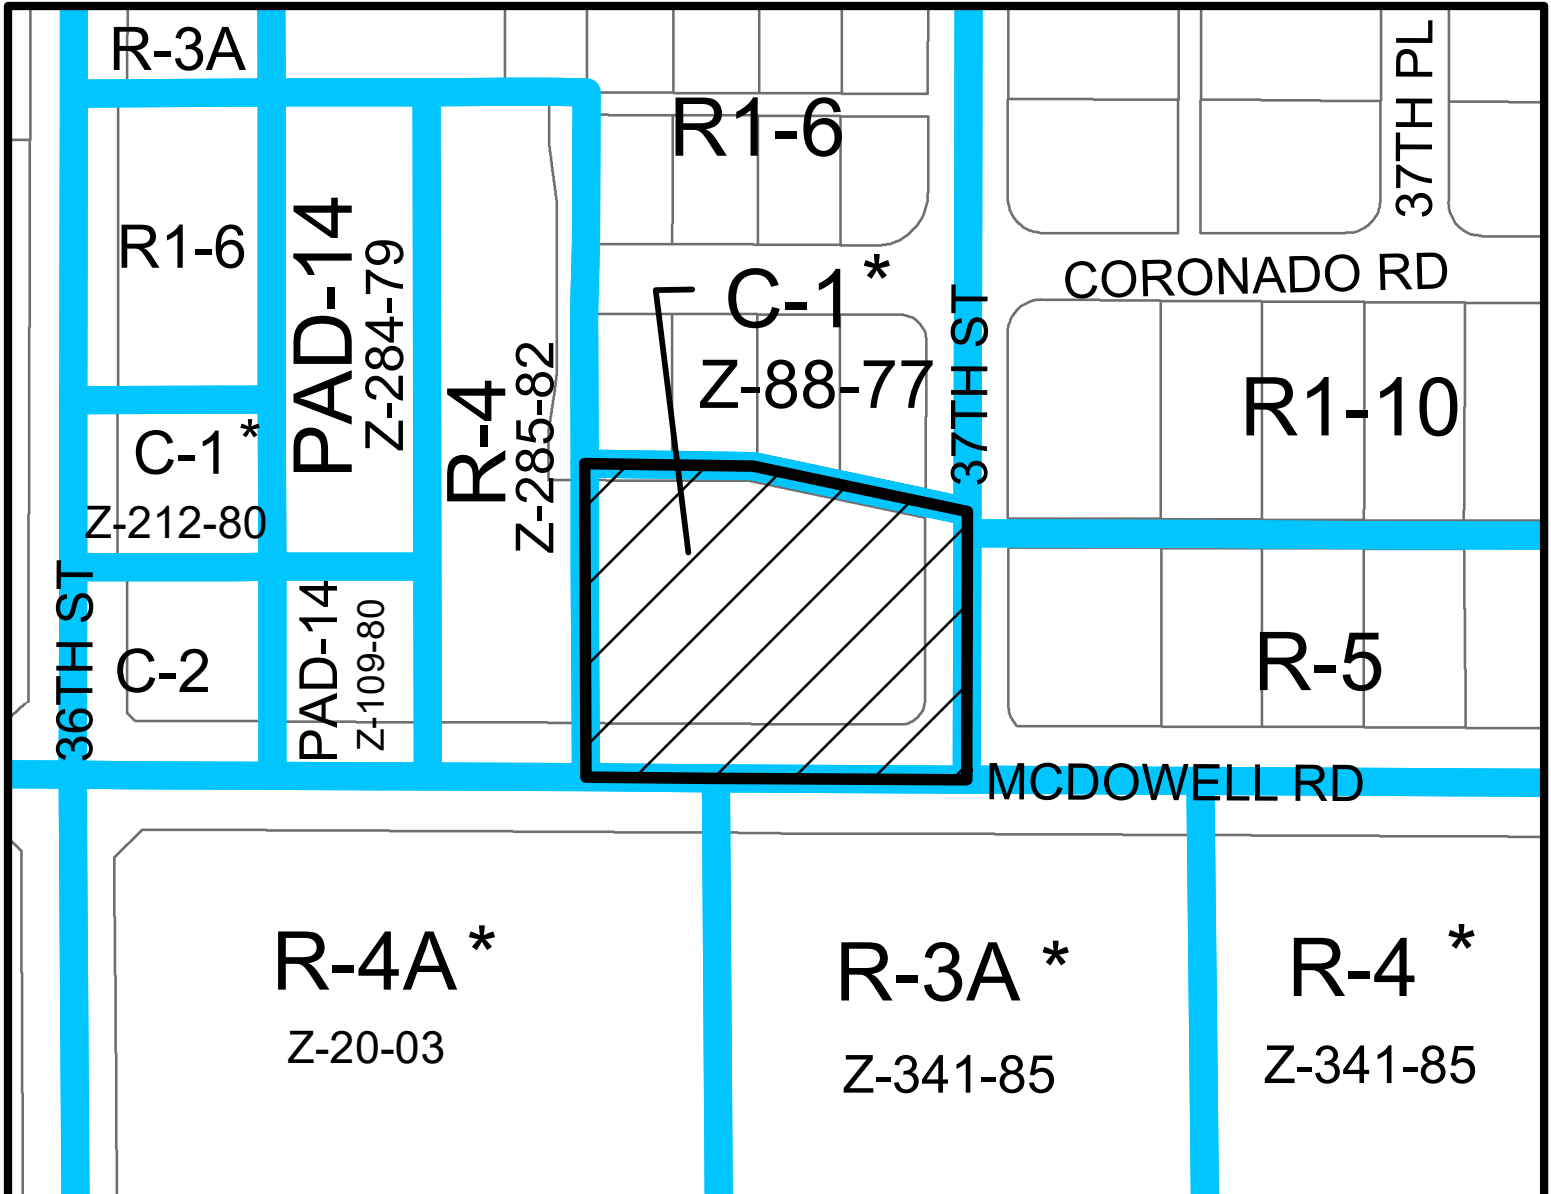 R-3A
R1-6
37TH PL
R1-6
PAD-14
Z-284-79
C-1 *
Z-88-77
CORONADO RD
37TH ST
R-4
Z-285-82
R1-10
C-1 *
Z-212-80
36TH ST
C-2
PAD-14
Z-109-80
R-5
MCDOWELL RD
R-4A *
Z-20-03
R-3A *
Z-341-85
R-4 *
Z-341-85